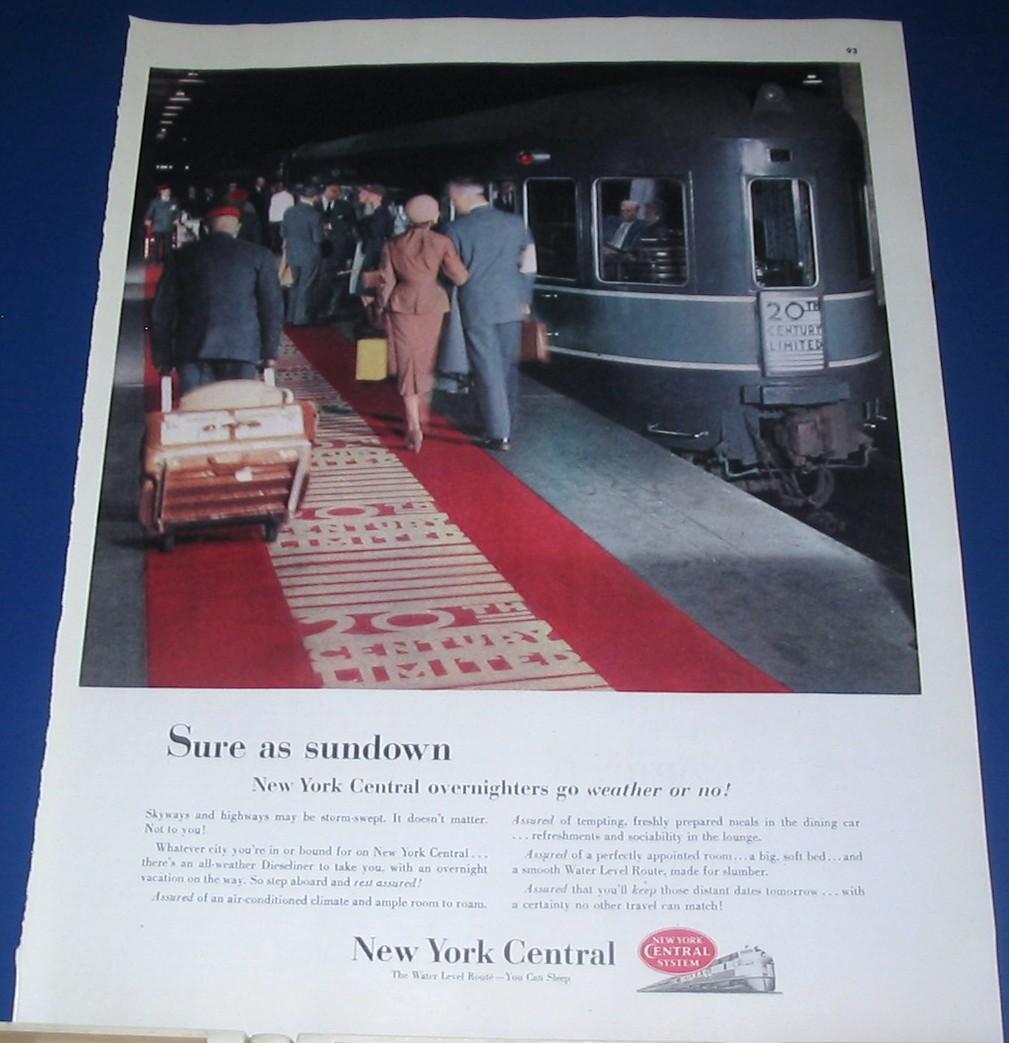 93
20TH
CENTURY
LIMITED
CENTURY
LIMITED
20TH
CENTURY
LIMITED
20TH
CENTURY
LIMITED
Sure as sundown
New York Central overnighters go weather or no!
Skyways and highways may be storm-swept. It doesn't matter.
Not to you!
Whatever city you're in or bound for on New York Central...
there's an all-weather Dieseliner to take you, with an overnight
vacation on the way. So step aboard and rest assured!
Assured of an air-conditioned climate and ample room to roam.
Assured of tempting, freshly prepared meals in the dining car
... refreshments and sociability in the lounge.
Assured of a perfectly appointed room...a big, soft bed...and
a smooth Water Level Route, made for slumber.
Assured that you'll keep those distant dates tomorrow ... with
a certainty no other travel can match!
New York Central
The Water Level Route—You Can Sleep
NEW YORK
CENTRAL
SYSTEM